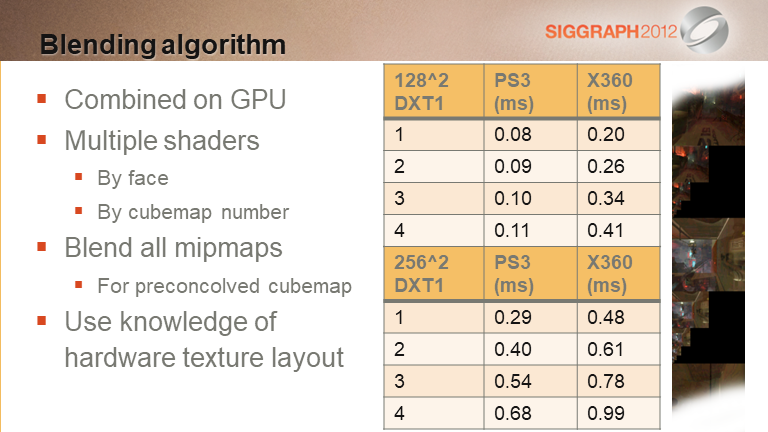 SIGGRAPH2012
Blending algorithm
Combined on GPU
Multiple shaders
By face
By cubemap number
Blend all mipmaps
For preconcolved cubemap
Use knowledge of
hardware texture layout
128^2 PS3 X360
DXT1 (ms) (ms)
1 0.08 0.20
2 0.09 0.26
3 0.10 0.34
4 0.11 0.41
256^2 PS3 X360
DXT1 (ms) (ms)
1 0.29 0.48
2 0.40 0.61
3 0.54 0.78
4 0.68 0.99